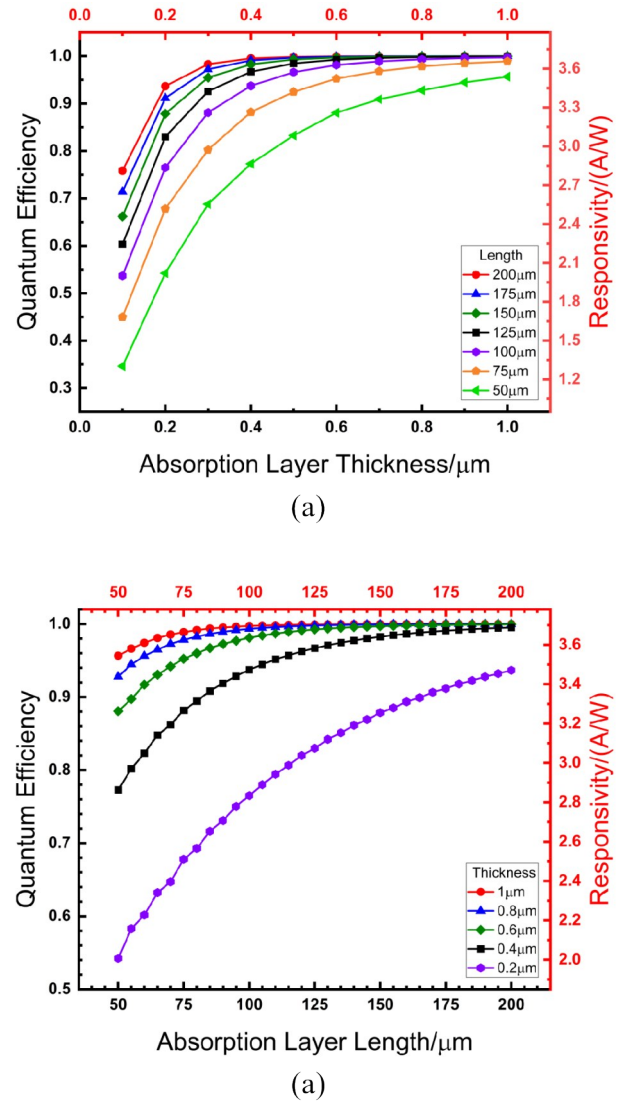 0.0 0.2 0.4 0.6 0.8 1.0
1.0
0.9
0.8
0.7
0.6
0.5
0.4
0.3
Quantum Efficiency
3.6
3.3
3.0
2.7
2.4
2.1
1.8
1.5
1.2
Responsivity/(A/W)
Length
200μm
175μm
150μm
125μm
100μm
75μm
50μm
0.0 0.2 0.4 0.6 0.8 1.0
Absorption Layer Thickness/μm
(a)
50 75 100 125 150 175 200
1.0
0.9
0.8
0.7
0.6
0.5
Quantum Efficiency
3.6
3.4
3.2
3.0
2.8
2.6
2.4
2.2
2.0
Responsivity/(A/W)
Thickness
1μm
0.8μm
0.6μm
0.4μm
0.2μm
50 75 100 125 150 175 200
Absorption Layer Length/μm
(a)